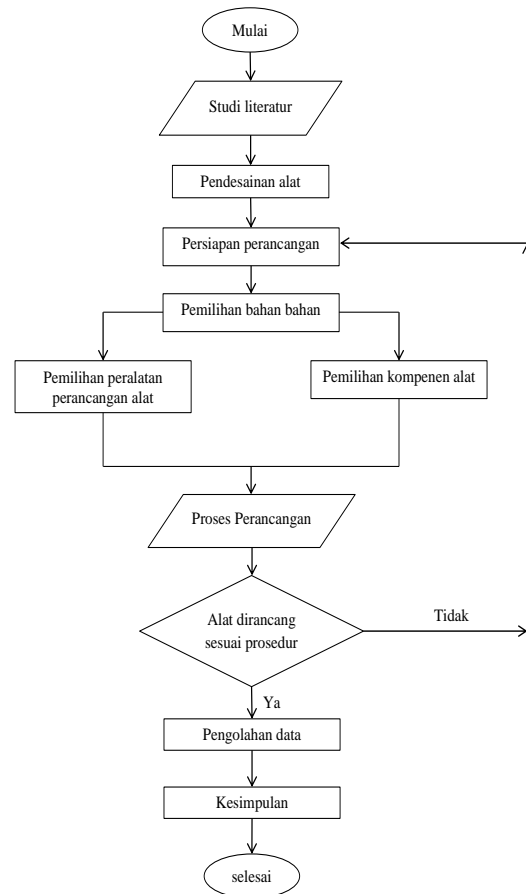 Mulai
Studi literatur
Pendesainan alat
Persiapan perancangan
Pemilihan bahan bahan
Pemilihan peralatan
perancangan alat
Pemilihan kompenen alat
Proses Perancangan
Alat dirancang
sesuai prosedur
Tidak
Ya
Pengolahan data
Kesimpulan
selesai